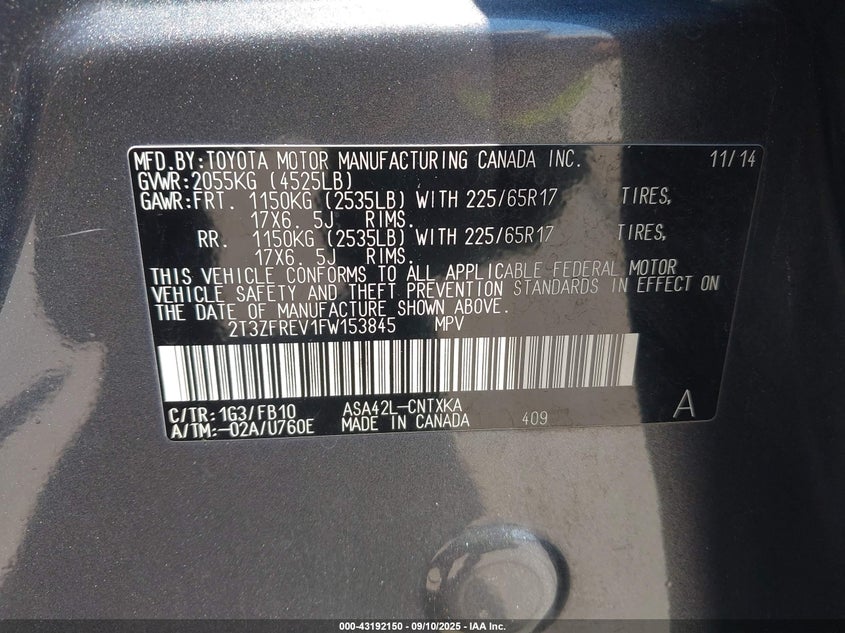 MFD.BY:TOYOTA MOTOR MANUFACTURING CANADA INC. 11/14
GVWR:2055KG (4525LB)
GAWR:FRT. 1150KG (2535LB) WITH 225/65R17 TIRES,
17X6. 5J RIMS.
RR. 1150KG (2535LB) WITH 225/65R17 TIRES,
17X6. 5J RIMS.
THIS VEHICLE CONFORMS TO ALL APPLICABLE FEDERAL MOTOR
VEHICLE SAFETY AND THEFT PREVENTION STANDARDS IN EFFECT ON
THE DATE OF MANUFACTURE SHOWN ABOVE.
2T3ZFREV1FW153845 MPV
C/TR:1G3/FB10 ASA42L-CNTXKA A
A/TM:-02A/U760E MADE IN CANADA 409
000-43192150 - 09/10/2025 - IAA Inc.